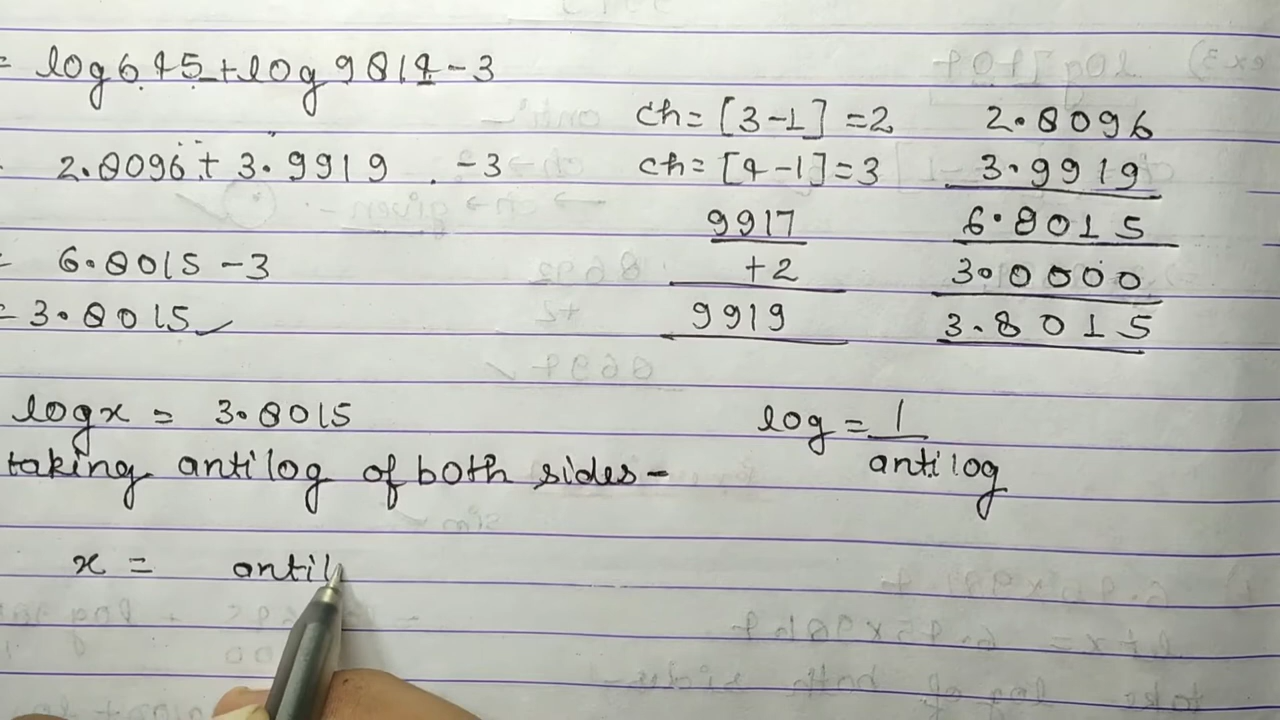 = log 645 + log 9814 - 3
ch = [3-1] = 2 2.8096
2.8096 + 3.9919 - 3 ch = [4-1] = 3 3.9919
9917 6.8015
= 6.8015 - 3 +2 3.0000
= 3.8015 ✓ 9919 3.8015
log x = 3.8015 log = 1
taking antilog of both sides - antilog
x = antil